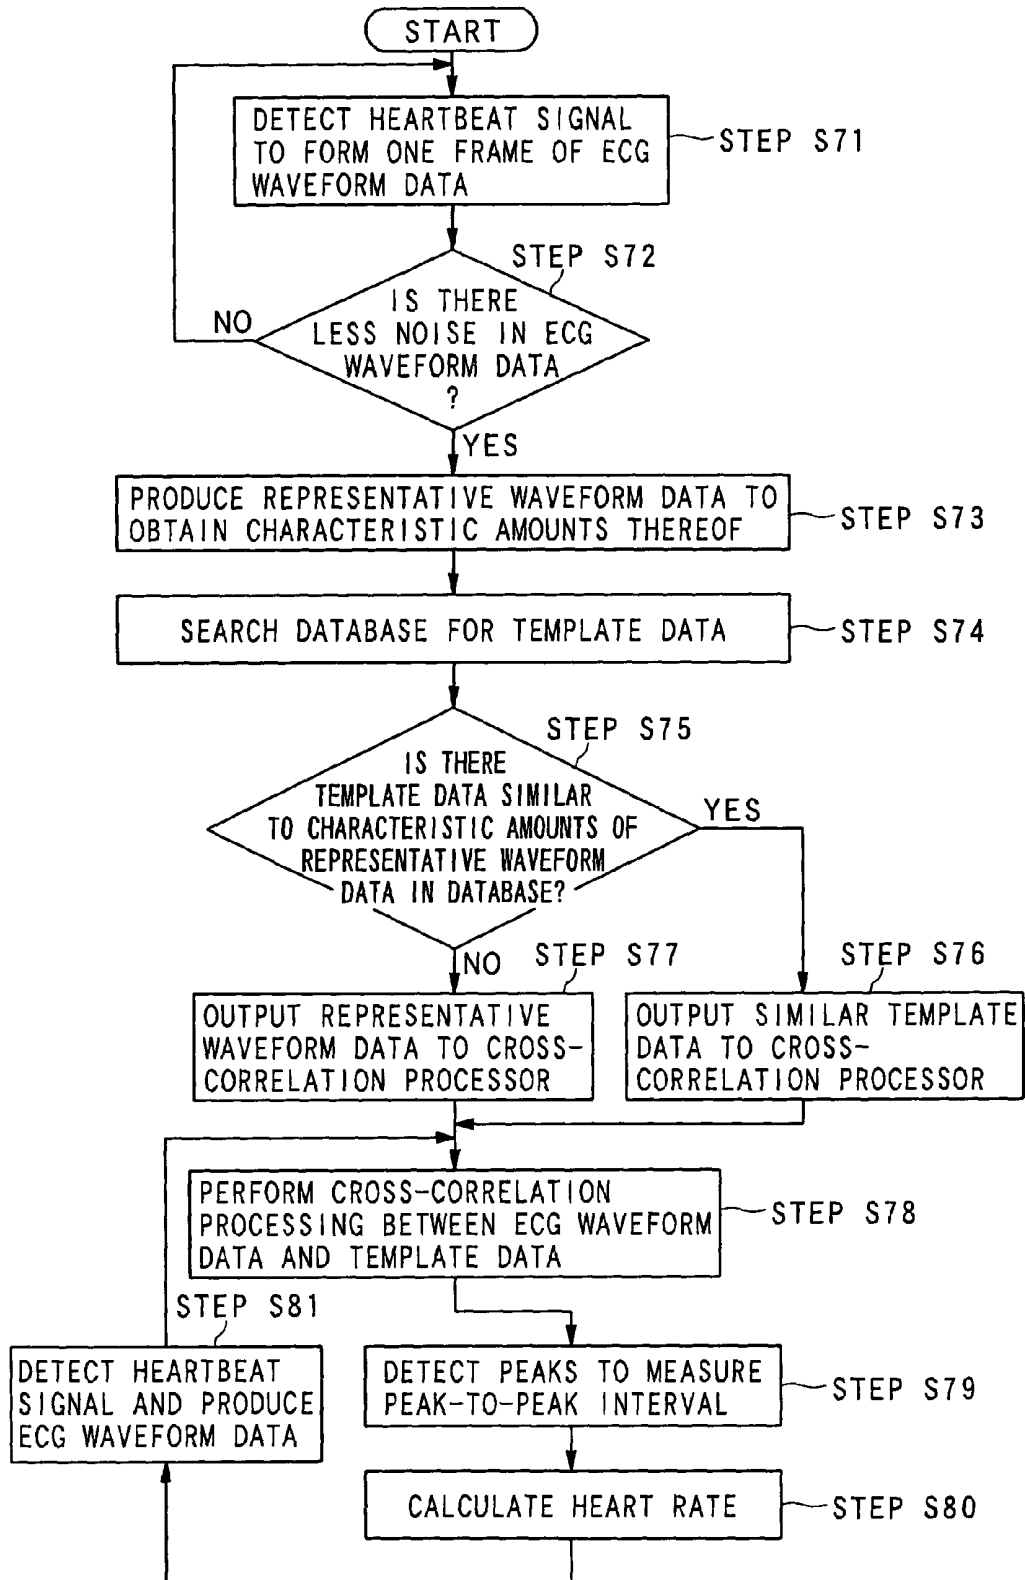 START
DETECT HEARTBEAT SIGNAL
TO FORM ONE FRAME OF ECG
WAVEFORM DATA
STEP S71
STEP S72
IS THERE
LESS NOISE IN ECG
WAVEFORM DATA
?
NO
YES
PRODUCE REPRESENTATIVE WAVEFORM DATA TO
OBTAIN CHARACTERISTIC AMOUNTS THEREOF
STEP S73
SEARCH DATABASE FOR TEMPLATE DATA
STEP S74
STEP S75
IS THERE
TEMPLATE DATA SIMILAR
TO CHARACTERISTIC AMOUNTS OF
REPRESENTATIVE WAVEFORM
DATA IN DATABASE?
YES
NO
STEP S77
STEP S76
OUTPUT REPRESENTATIVE
WAVEFORM DATA TO CROSS-
CORRELATION PROCESSOR
OUTPUT SIMILAR TEMPLATE
DATA TO CROSS-
CORRELATION PROCESSOR
PERFORM CROSS-CORRELATION
PROCESSING BETWEEN ECG WAVEFORM
DATA AND TEMPLATE DATA
STEP S78
STEP S81
DETECT HEARTBEAT
SIGNAL AND PRODUCE
ECG WAVEFORM DATA
DETECT PEAKS TO MEASURE
PEAK-TO-PEAK INTERVAL
STEP S79
CALCULATE HEART RATE
STEP S80